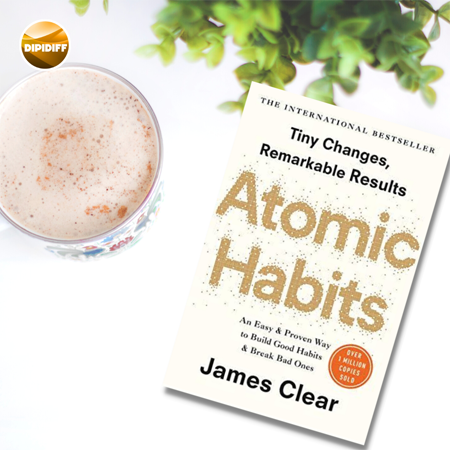 DIPIDIFF
THE INTERNATIONAL BESTSELLER
Tiny Changes,
Remarkable Results
Atomic
Habits
An Easy & Proven Way
to Build Good Habits
& Break Bad Ones
OVER
1 MILLION
COPIES
SOLD
James Clear